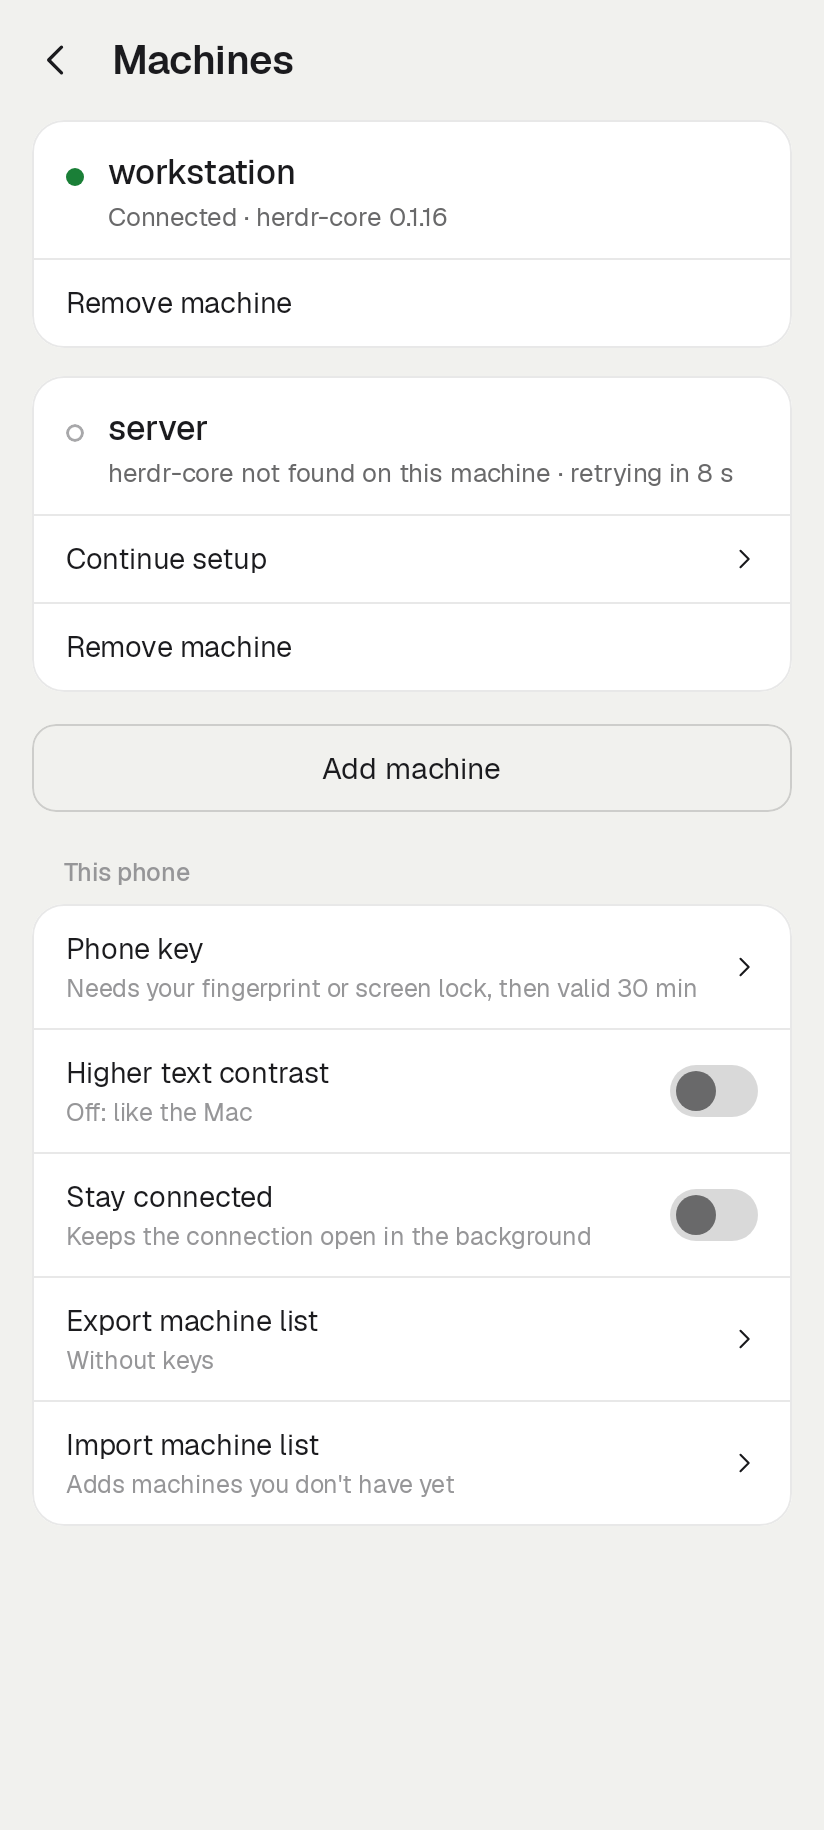 Machines
workstation
Connected · herdr-core 0.1.16
Remove machine
server
herdr-core not found on this machine · retrying in 8 s
Continue setup
Remove machine
Add machine
This phone
Phone key
Needs your fingerprint or screen lock, then valid 30 min
Higher text contrast
Off: like the Mac
Stay connected
Keeps the connection open in the background
Export machine list
Without keys
Import machine list
Adds machines you don't have yet